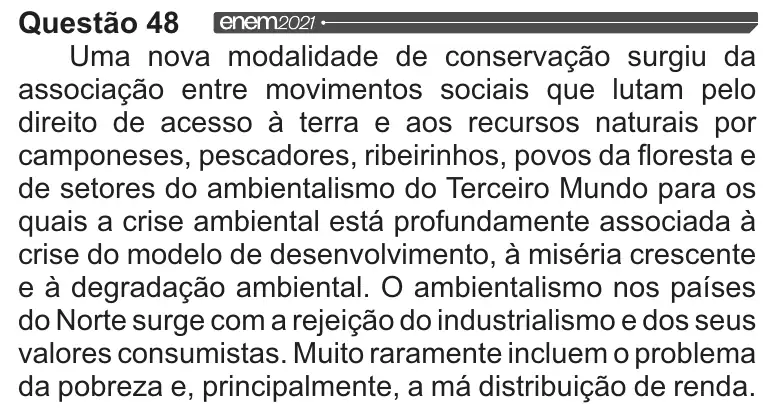 Questão 48 enem2021
Uma nova modalidade de conservação surgiu da
associação entre movimentos sociais que lutam pelo
direito de acesso à terra e aos recursos naturais por
camponeses, pescadores, ribeirinhos, povos da floresta e
de setores do ambientalismo do Terceiro Mundo para os
quais a crise ambiental está profundamente associada à
crise do modelo de desenvolvimento, à miséria crescente
e à degradação ambiental. O ambientalismo nos países
do Norte surge com a rejeição do industrialismo e dos seus
valores consumistas. Muito raramente incluem o problema
da pobreza e, principalmente, a má distribuição de renda.